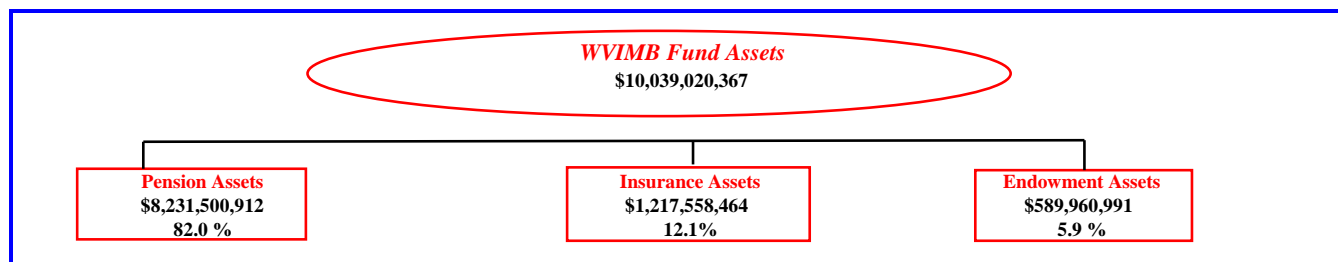 WVIMB Fund Assets
$10,039,020,367
Pension Assets
$8,231,500,912
82.0 %
Insurance Assets
$1,217,558,464
12.1%
Endowment Assets
$589,960,991
5.9 %